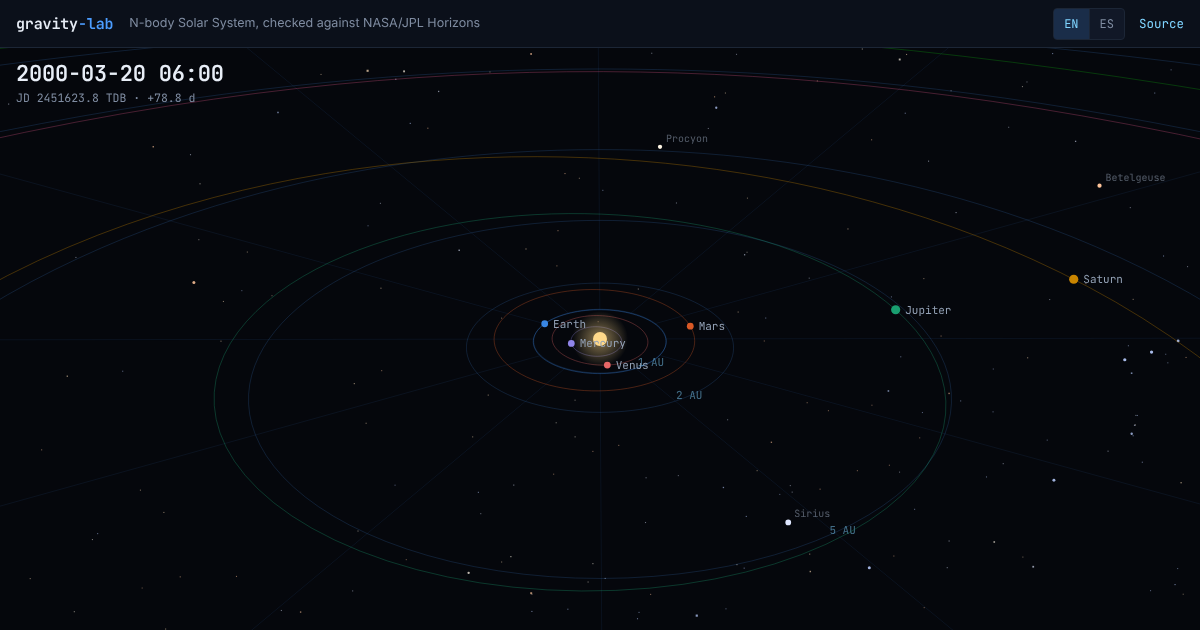 gravity-lab N-body Solar System, checked against NASA/JPL Horizons EN ES Source
2000-03-20 06:00
JD 2451623.8 TDB · +78.8 d
Procyon
Betelgeuse
Saturn
Jupiter
Earth
Mars
Mercury
Venus
1 AU
2 AU
Sirius
5 AU